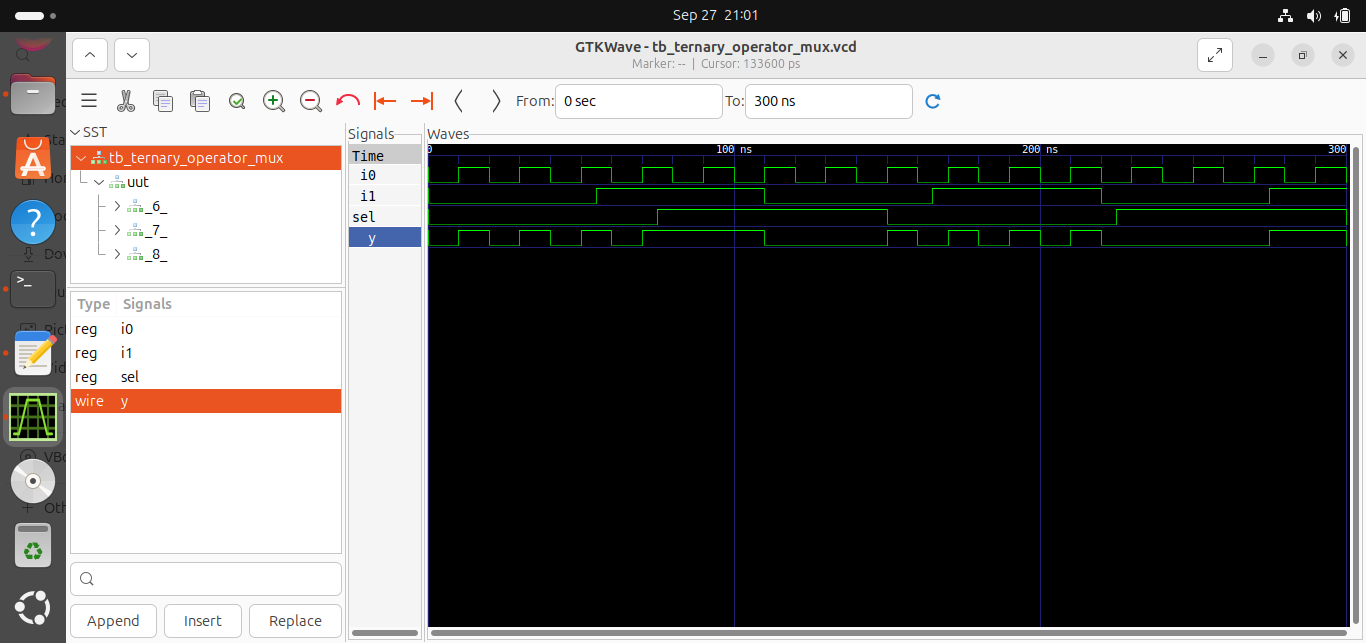 Sep 27 21:01
GTKWave - tb_ternary_operator_mux.vcd
Marker: -- | Cursor: 133600 ps
From: 0 sec To: 300 ns
SST
tb_ternary_operator_mux
uut
_6_
_7_
_8_
Type Signals
reg i0
reg i1
reg sel
wire y
Append Insert Replace
Signals
Time
i0
i1
sel
y
Waves
0 100 ns 200 ns 300
>_